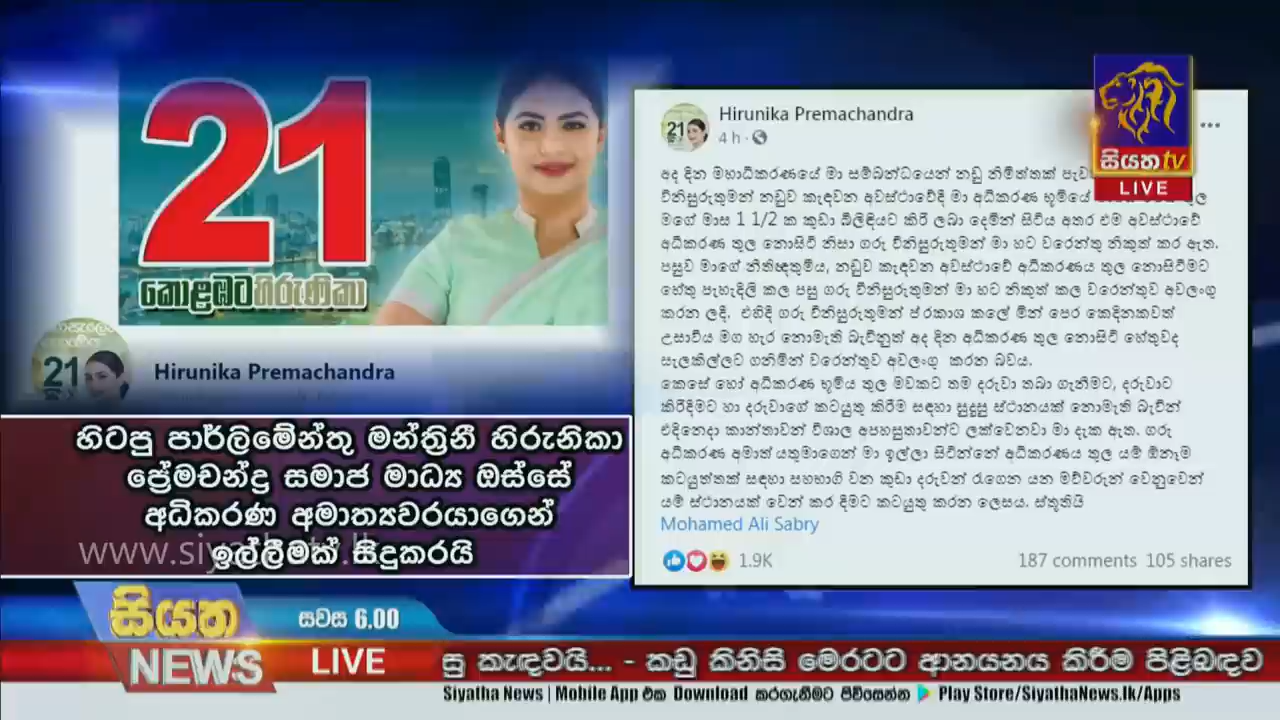 21
කොළඹට හිරුණිකා
21
Hirunika Premachandra
හිටපු පාර්ලිමේන්තු මන්ත්‍රිනී හිරුනිකා
ප්‍රේමචන්ද්‍ර සමාජ මාධ්‍ය ඔස්සේ
අධිකරණ අමාත්‍යවරයාගෙන්
ඉල්ලීමක් සිදුකරයි
21
Hirunika Premachandra
4 h
අද දින මහාධිකරණයේ මා සම්බන්ධයෙන් නඩු නිමිත්තක්
විනිසුරුතුමන් නඩුව කැඳවන අවස්ථාවේදී මා අධිකරණ භූමියේ
මගේ මාස 1 1/2 ක කුඩා බිලිඳියට කිරි ලබා දෙමින් සිටිය අතර එම අවස්ථාවේ
අධිකරණ තුල නොසිටි නිසා ගරු විනිසුරුතුමන් මා හට වරෙන්තු නිකුත් කර ඇත.
පසුව මාගේ නීතිඥතුමිය, නඩුව කැඳවන අවස්ථාවේ අධිකරණය තුල නොසිටීමට
හේතු පැහැදිලි කල පසු ගරු විනිසුරුතුමන් මා හට නිකුත් කල වරෙන්තුව අවලංගු
කරන ලදී. එහිදී ගරු විනිසුරුතුමන් ප්රකාශ කලේ මින් පෙර කෙදිනකවත්
උසාවිය මග හැර නොමැති බැවිනුත් අද දින අධිකරණ තුල නොසිටි හේතුවද
සැලකිල්ලට ගනිමින් වරෙන්තුව අවලංගු කරන බවය.
කෙසේ හෝ අධිකරණ භූමිය තුල මවකට තම දරුවා තබා ගැනීමට, දරුවාට
කිරිදීමට හා දරුවාගේ කටයුතු කිරීම සඳහා සුදුසු ස්ථානයක් නොමැති බැවින්
එදිනෙදා කාන්තාවන් විශාල අපහසුතාවන්ට ලක්වෙනවා මා දැක ඇත. ගරු
අධිකරණ අමාත් යතුමාගෙන් මා ඉල්ලා සිටින්නේ අධිකරණය තුල යම් ඕනෑම
කටයුත්තක් සඳහා සහභාගි වන කුඩා දරුවන් රැගෙන යන මව්වරුන් වෙනුවෙන්
යම් ස්ථානයක් වෙන් කර දීමට කටයුතු කරන ලෙසය. ස්තූතියි
Mohamed Ali Sabry
1.9K 187 comments 105 shares
සියත tv
LIVE
සියත
NEWS
සවස 6.00
LIVE
සු කැඳවයි... - කඩු කිනිසි මෙරටට ආනයනය කිරීම පිළිබඳව
Siyatha News | Mobile App එක Download කරගැනීමට පිවිසෙන්න Play Store/SiyathaNews.lk/Apps